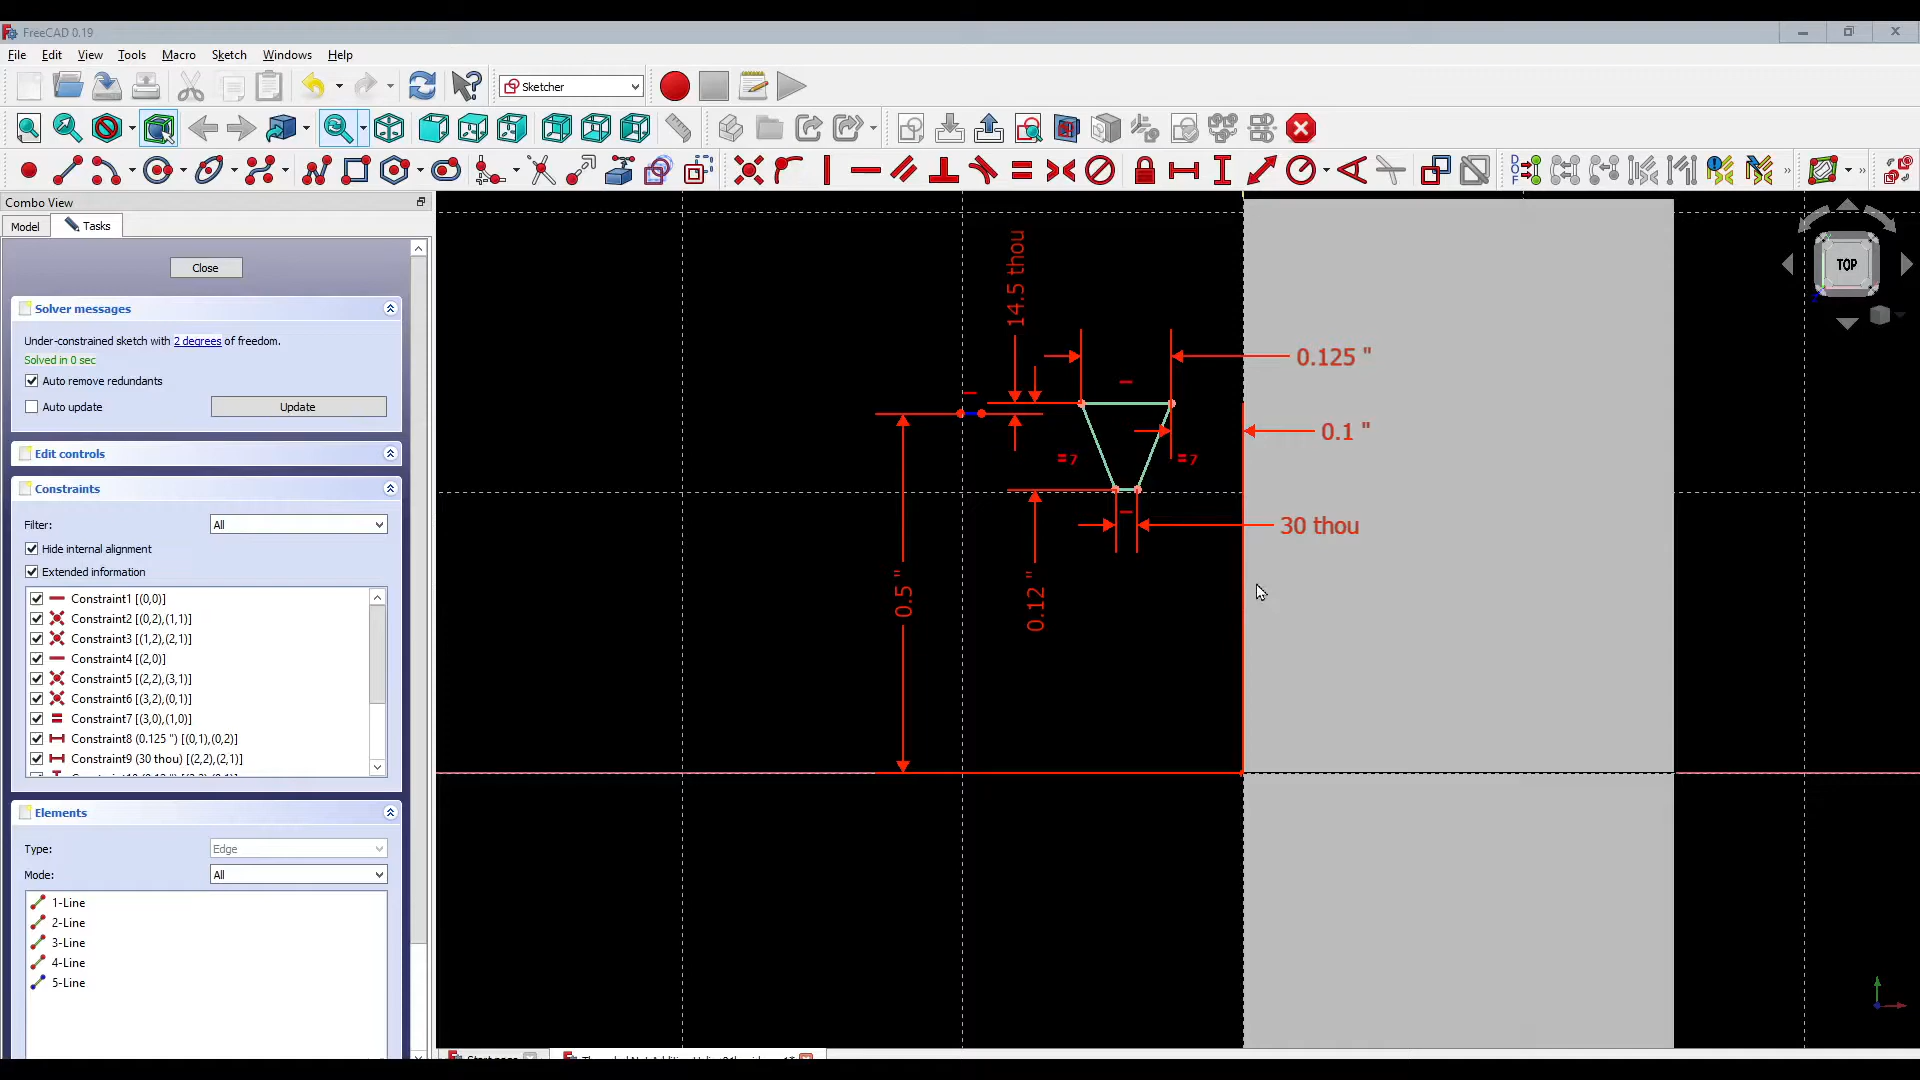 FreeCAD 0.19
File Edit View Tools Macro Sketch Windows Help
Sketcher
Combo View
Model Tasks
Close
Solver messages
Under-constrained sketch with 2 degrees of freedom.
Solved in 0 sec
Auto remove redundants
Auto update
Update
Edit controls
Constraints
Filter:
All
Hide internal alignment
Extended information
Constraint1 [(0,0)]
Constraint2 [(0,2),(1,1)]
Constraint3 [(1,2),(2,1)]
Constraint4 [(2,0)]
Constraint5 [(2,2),(3,1)]
Constraint6 [(3,2),(0,1)]
Constraint7 [(3,0),(1,0)]
Constraint8 (0.125 ") [(0,1),(0,2)]
Constraint9 (30 thou) [(2,2),(2,1)]
Elements
Type:
Edge
Mode:
All
1-Line
2-Line
3-Line
4-Line
5-Line
14.5 thou
0.125 "
0.1 "
=7
=7
30 thou
0.5 "
0.12 "
TOP
DOF
Start page